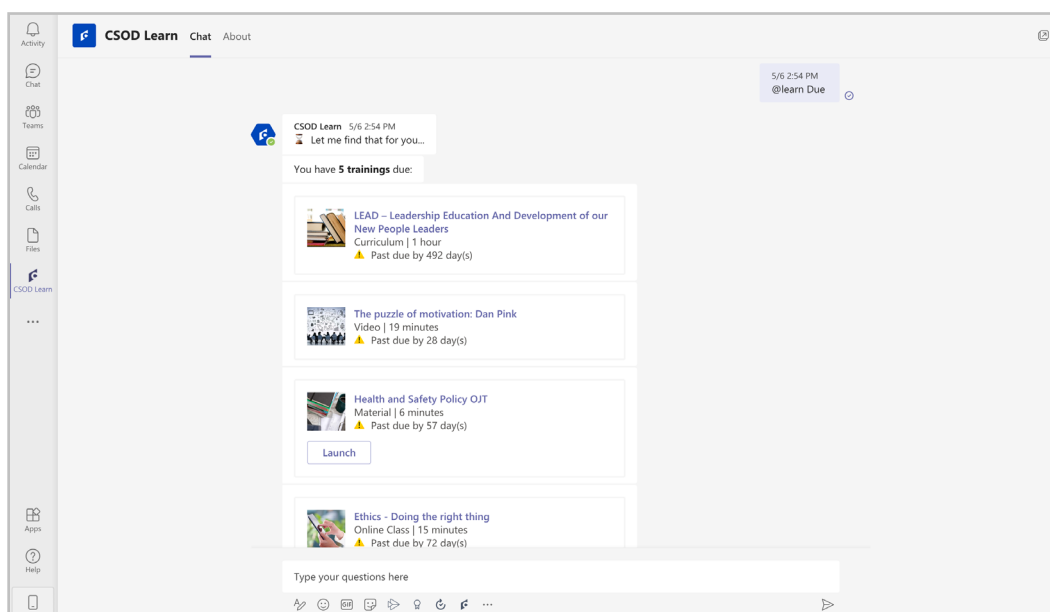 CSOD Learn Chat About
Activity
Chat
Teams
Calendar
Calls
Files
CSOD Learn
Apps
Help
5/6 2:54 PM
@learn Due
CSOD Learn 5/6 2:54 PM
Let me find that for you...
You have 5 trainings due:
LEAD – Leadership Education And Development of our
New People Leaders
Curriculum | 1 hour
Past due by 492 day(s)
The puzzle of motivation: Dan Pink
Video | 19 minutes
Past due by 28 day(s)
Health and Safety Policy OJT
Material | 6 minutes
Past due by 57 day(s)
Launch
Ethics - Doing the right thing
Online Class | 15 minutes
Past due by 72 day(s)
Type your questions here
GIF